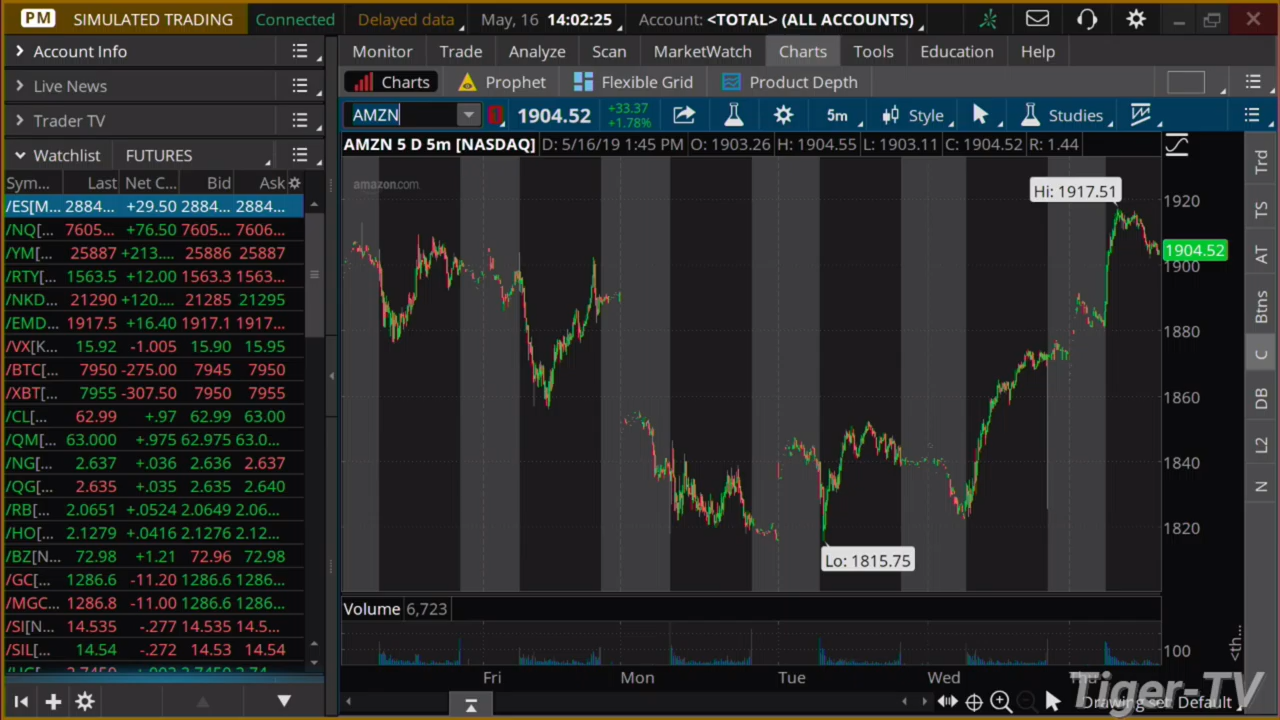 PM SIMULATED TRADING Connected Delayed data May, 16 14:02:25 Account: <TOTAL> (ALL ACCOUNTS)
Account Info
Live News
Trader TV
Watchlist FUTURES
Sym... Last Net C... Bid Ask
/ES[M... 2884... +29.50 2884... 2884...
/NQ[... 7605... +76.50 7605... 7606...
/YM[... 25887 +213.... 25886 25887
/RTY[... 1563.5 +12.00 1563.3... 1563...
/NKD... 21290 +120.... 21285 21295
/EMD... 1917.5 +16.40 1917.1 1917...
/VX[K... 15.92 -1.005 15.90 15.95
/BTC[... 7950 -275.00 7945 7950
/XBT[... 7955 -307.50 7950 7955
/CL[... 62.99 +.97 62.99 63.00
/QM[... 63.000 +.975 62.975 63.0...
/NG[... 2.637 +.036 2.636 2.637
/QG[... 2.635 +.035 2.635 2.640
/RB[... 2.0651 +.0524 2.0649 2.06...
/HO[... 2.1279 +.0416 2.1276 2.12...
/BZ[N... 72.98 +1.21 72.96 72.98
/GC[... 1286.6 -11.20 1286.6 1286...
/MGC... 1286.8 -11.00 1286.6 1286...
/SI[N... 14.535 -.277 14.535 14.5...
/SIL[... 14.54 -.272 14.53 14.54
Monitor Trade Analyze Scan MarketWatch Charts Tools Education Help
Charts Prophet Flexible Grid Product Depth
AMZN 1904.52 +33.37 +1.78% 5m Style Studies
AMZN 5 D 5m [NASDAQ] D: 5/16/19 1:45 PM O: 1903.26 H: 1904.55 L: 1903.11 C: 1904.52 R: 1.44
amazon.com
Hi: 1917.51
1920
1904.52
1900
1880
1860
1840
1820
Lo: 1815.75
Volume 6,723
100
Fri Mon Tue Wed
Drawing set: Default
Trd
TS
AT
Btns
C
DB
L2
N
<th...
Tiger-TV